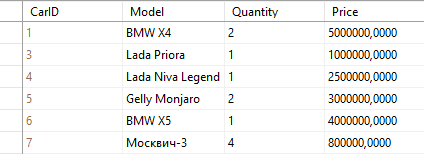 CarID Model Quantity Price
1 BMW X4 2 5000000,0000
3 Lada Priora 1 1000000,0000
4 Lada Niva Legend 1 2500000,0000
5 Gelly Monjaro 2 3000000,0000
6 BMW X5 1 4000000,0000
7 Москвич-3 4 800000,0000